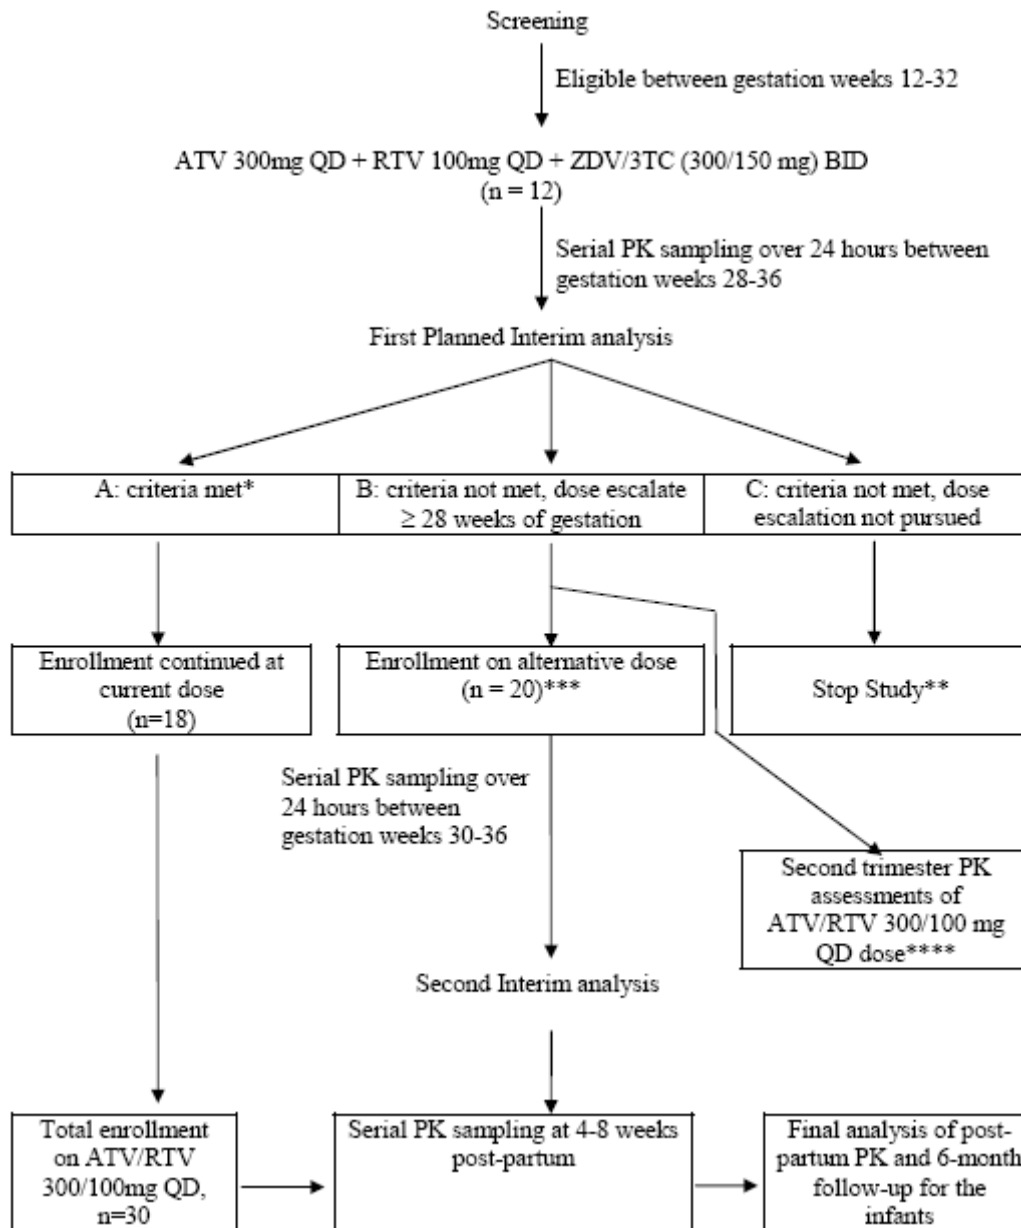 Screening
Eligible between gestation weeks 12-32
ATV 300mg QD + RTV 100mg QD + ZDV/3TC (300/150 mg) BID
(n = 12)
Serial PK sampling over 24 hours between
gestation weeks 28-36
First Planned Interim analysis
A: criteria met*
B: criteria not met, dose escalate
≥ 28 weeks of gestation
C: criteria not met, dose
escalation not pursued
Enrollment continued at
current dose
(n=18)
Enrollment on alternative dose
(n = 20)***
Stop Study**
Serial PK sampling over
24 hours between
gestation weeks 30-36
Second trimester PK
assessments of
ATV/RTV 300/100 mg
QD dose****
Second Interim analysis
Total enrollment
on ATV/RTV
300/100mg QD,
n=30
Serial PK sampling at 4-8 weeks
post-partum
Final analysis of post-
partum PK and 6-month
follow-up for the
infants